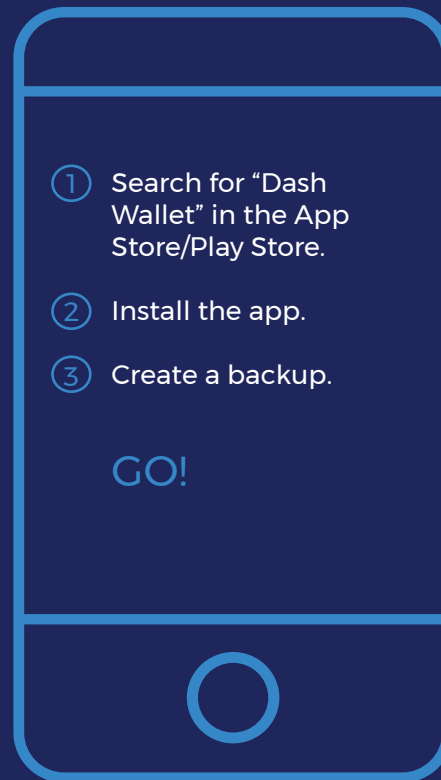 1 Search for “Dash
Wallet” in the App
Store/Play Store.
2 Install the app.
3 Create a backup.
GO!